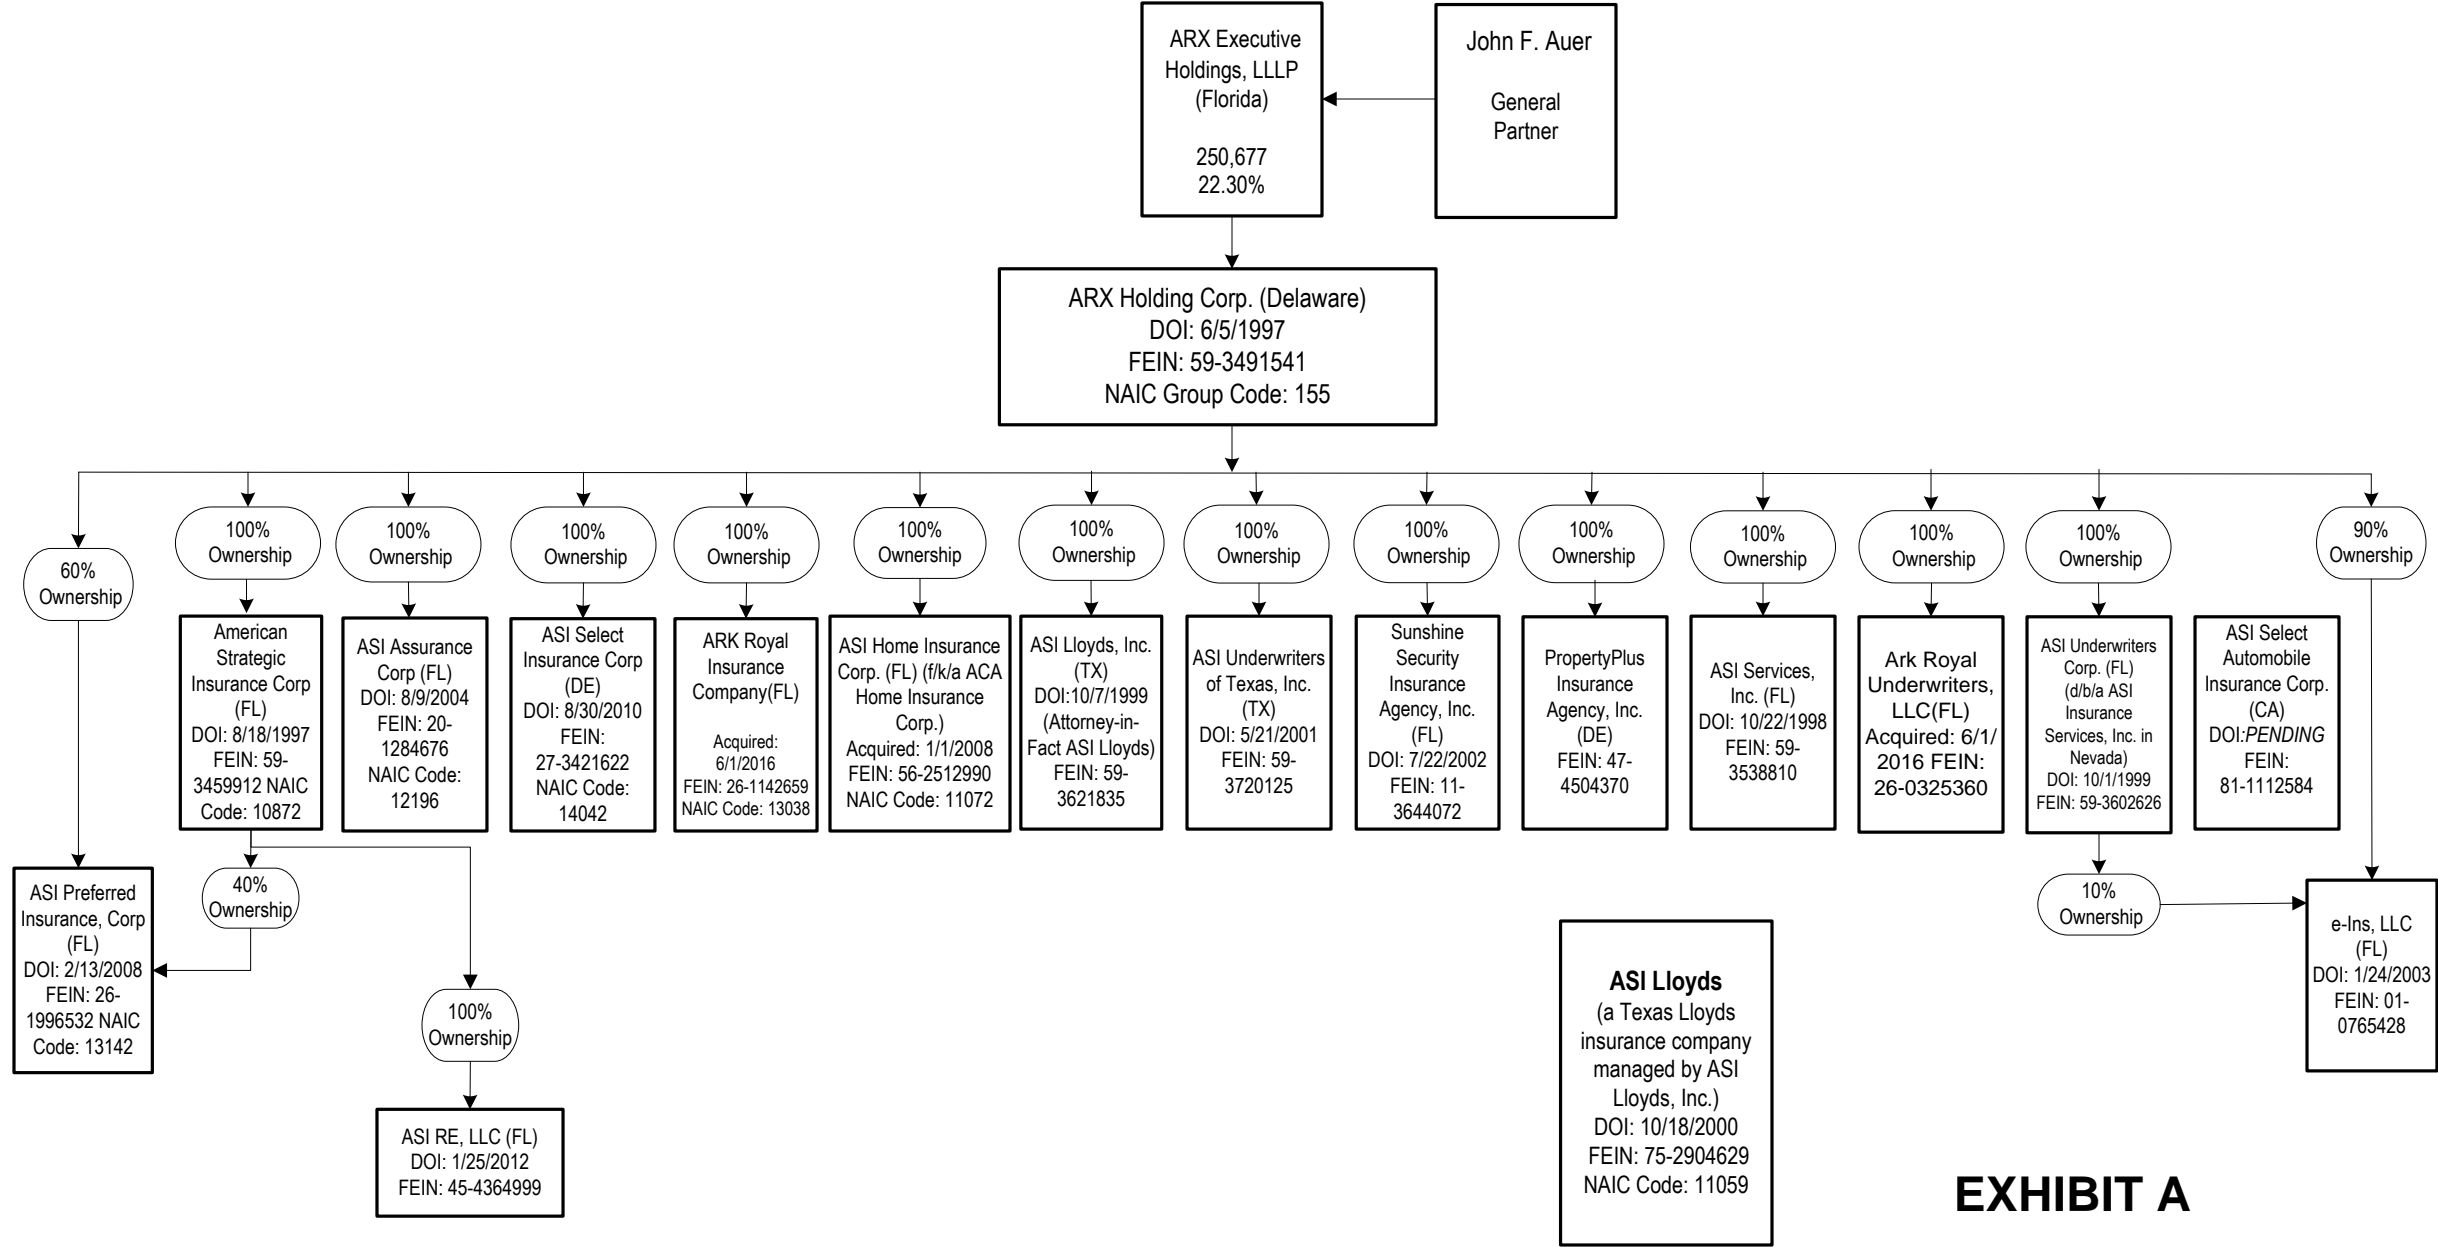 ARX Executive
Holdings, LLLP
(Florida)
250,677
22.30%
John F. Auer
General
Partner
ARX Holding Corp. (Delaware)
DOI: 6/5/1997
FEIN: 59-3491541
NAIC Group Code: 155
60%
Ownership
100%
Ownership
100%
Ownership
100%
Ownership
100%
Ownership
100%
Ownership
100%
Ownership
100%
Ownership
100%
Ownership
100%
Ownership
100%
Ownership
100%
Ownership
100%
Ownership
90%
Ownership
American
Strategic
Insurance Corp
(FL)
DOI: 8/18/1997
FEIN: 59-
3459912 NAIC
Code: 10872
ASI Assurance
Corp (FL)
DOI: 8/9/2004
FEIN: 20-
1284676
NAIC Code:
12196
ASI Select
Insurance Corp
(DE)
DOI: 8/30/2010
FEIN:
27-3421622
NAIC Code:
14042
ARK Royal
Insurance
Company(FL)
Acquired:
6/1/2016
FEIN: 26-1142659
NAIC Code: 13038
ASI Home Insurance
Corp. (FL) (f/k/a ACA
Home Insurance
Corp.)
Acquired: 1/1/2008
FEIN: 56-2512990
NAIC Code: 11072
ASI Lloyds, Inc.
(TX)
DOI:10/7/1999
(Attorney-in-
Fact ASI Lloyds)
FEIN: 59-
3621835
ASI Underwriters
of Texas, Inc.
(TX)
DOI: 5/21/2001
FEIN: 59-
3720125
Sunshine
Security
Insurance
Agency, Inc.
(FL)
DOI: 7/22/2002
FEIN: 11-
3644072
PropertyPlus
Insurance
Agency, Inc.
(DE)
FEIN: 47-
4504370
ASI Services,
Inc. (FL)
DOI: 10/22/1998
FEIN: 59-
3538810
Ark Royal
Underwriters,
LLC(FL)
Acquired: 6/1/
2016 FEIN:
26-0325360
ASI Underwriters
Corp. (FL)
(d/b/a ASI
Insurance
Services, Inc. in
Nevada)
DOI: 10/1/1999
FEIN: 59-3602626
ASI Select
Automobile
Insurance Corp.
(CA)
DOI:PENDING
FEIN:
81-1112584
ASI Preferred
Insurance, Corp
(FL)
DOI: 2/13/2008
FEIN: 26-
1996532 NAIC
Code: 13142
40%
Ownership
100%
Ownership
ASI RE, LLC (FL)
DOI: 1/25/2012
FEIN: 45-4364999
ASI Lloyds
(a Texas Lloyds
insurance company
managed by ASI
Lloyds, Inc.)
DOI: 10/18/2000
FEIN: 75-2904629
NAIC Code: 11059
10%
Ownership
e-Ins, LLC
(FL)
DOI: 1/24/2003
FEIN: 01-
0765428
EXHIBIT A